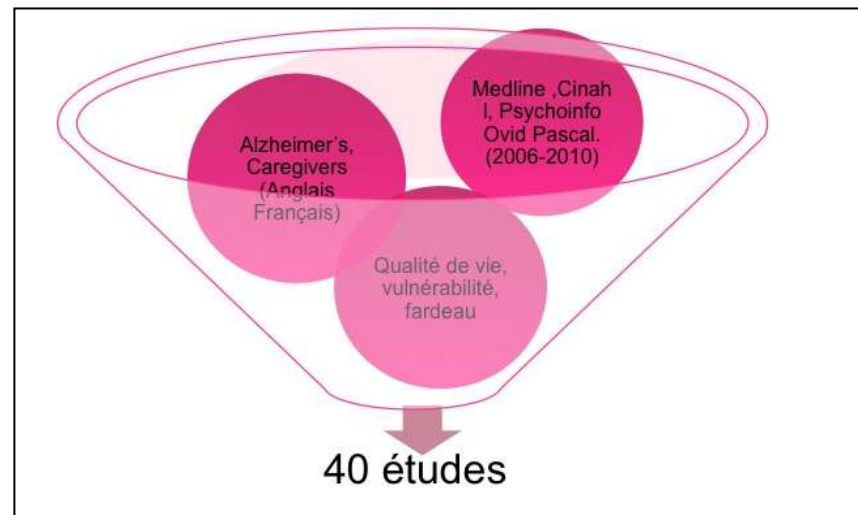 Medline ,Cinah
l, Psychoinfo
Ovid Pascal.
(2006-2010)
Alzheimer's,
Caregivers
(Anglais
Français)
Qualité de vie,
vulnérabilité,
fardeau
40 études